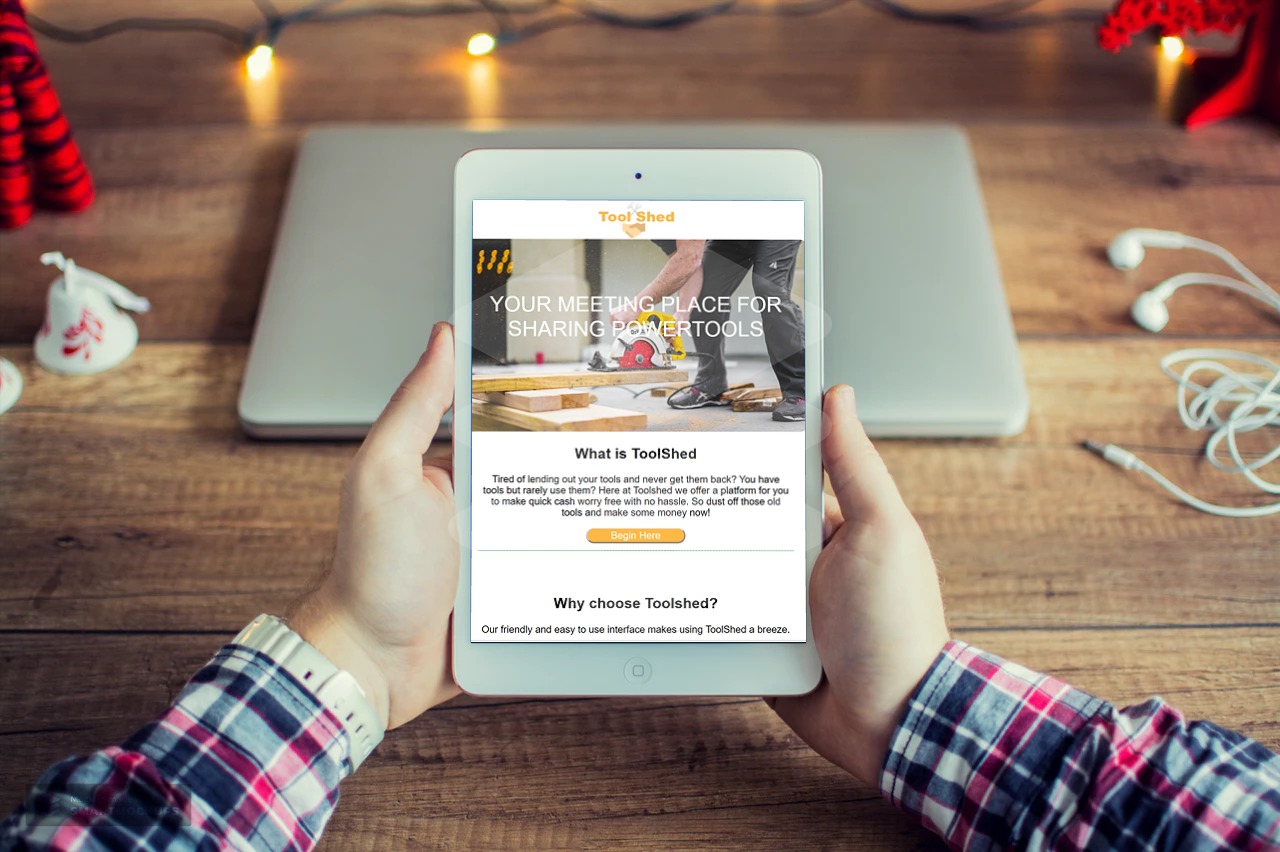 Tool Shed
YOUR MEETING PLACE FOR
SHARING POWERTOOLS
What is ToolShed
Tired of lending out your tools and never get them back? You have
tools but rarely use them? Here at Toolshed we offer a platform for you
to make quick cash worry free with no hassle. So dust off those old
tools and make some money now!
Begin Here
Why choose Toolshed?
Our friendly and easy to use interface makes using ToolShed a breeze.